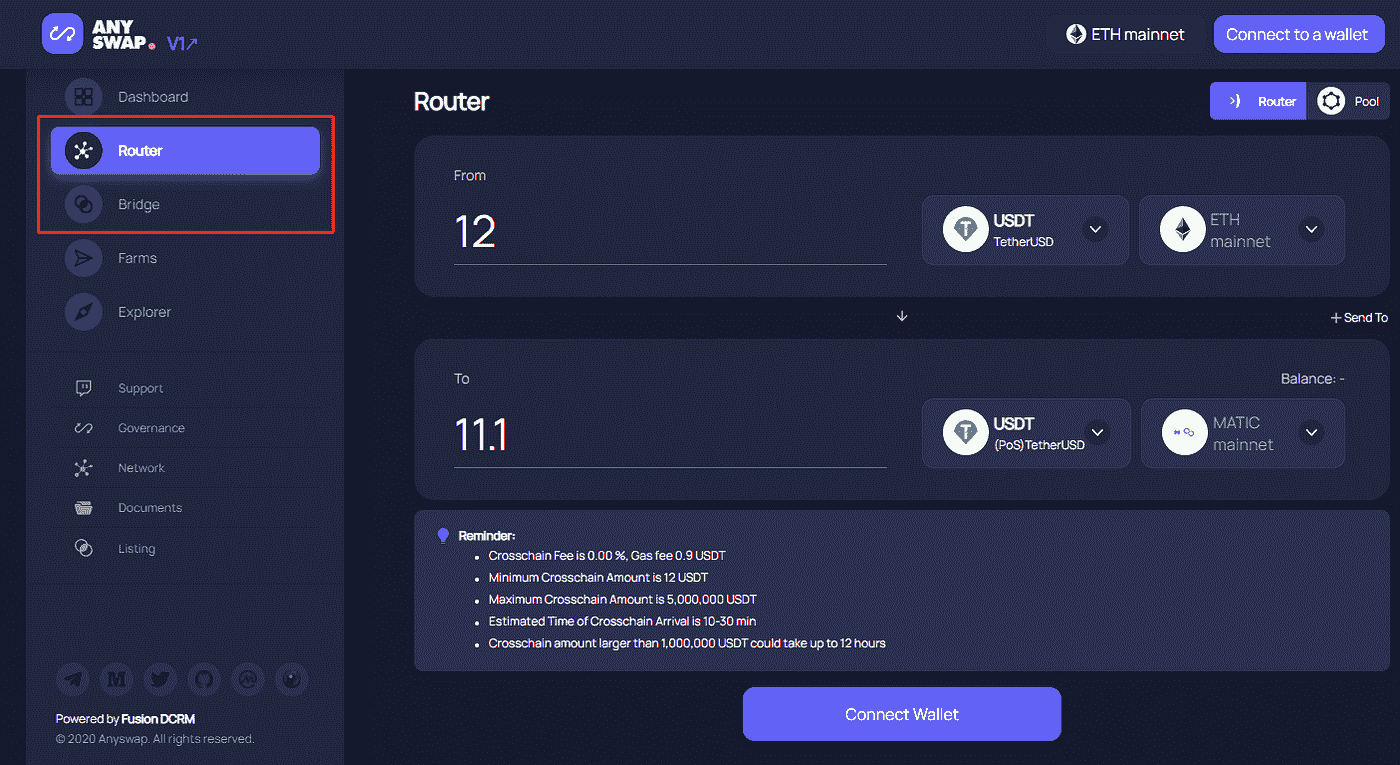 ANY
SWAP
V1↗
ETH mainnet
Connect to a wallet
Dashboard
Router
Bridge
Farms
Explorer
Support
Governance
Network
Documents
Listing
Powered by Fusion DCRM
© 2020 Anyswap. All rights reserved.
Router
Router
Pool
From
12
USDT
TetherUSD
ETH
mainnet
↓
+ Send To
To
Balance: -
11.1
USDT
(PoS)TetherUSD
MATIC
mainnet
Reminder:
• Crosschain Fee is 0.00 %, Gas fee 0.9 USDT
• Minimum Crosschain Amount is 12 USDT
• Maximum Crosschain Amount is 5,000,000 USDT
• Estimated Time of Crosschain Arrival is 10-30 min
• Crosschain amount larger than 1,000,000 USDT could take up to 12 hours
Connect Wallet